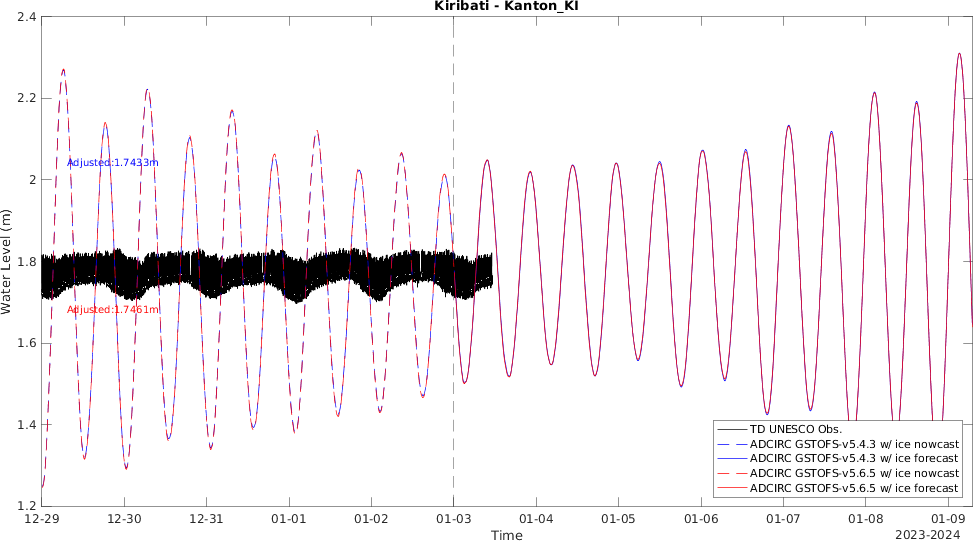 Kiribati - Kanton_KI
Water Level (m)
2.4
2.2
2
1.8
1.6
1.4
1.2
Adjusted:1.7433m
Adjusted:1.7461m
TD UNESCO Obs.
ADCIRC GSTOFS-v5.4.3 w/ ice nowcast
ADCIRC GSTOFS-v5.4.3 w/ ice forecast
ADCIRC GSTOFS-v5.6.5 w/ ice nowcast
ADCIRC GSTOFS-v5.6.5 w/ ice forecast
12-29 12-30 12-31 01-01 01-02 01-03 01-04 01-05 01-06 01-07 01-08 01-09
Time
2023-2024